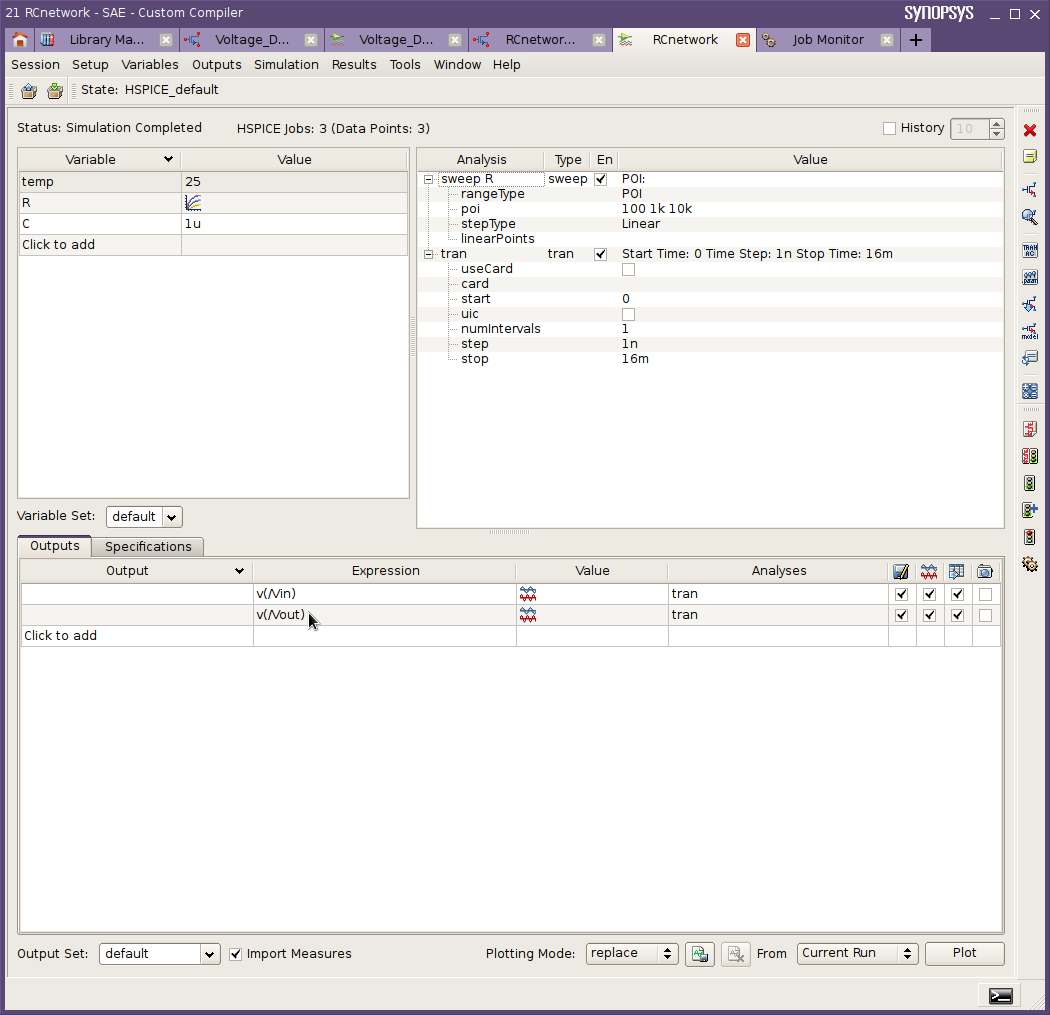 21 RCnetwork - SAE - Custom Compiler
SYNOPSYS
Library Ma...
Voltage_D...
Voltage_D...
RCnetwor...
RCnetwork
Job Monitor
Session Setup Variables Outputs Simulation Results Tools Window Help
State: HSPICE_default
Status: Simulation Completed HSPICE Jobs: 3 (Data Points: 3)
History 10
Variable Value
temp 25
R
C 1u
Click to add
Analysis Type En Value
sweep R sweep POI:
rangeType POI
poi 100 1k 10k
stepType Linear
linearPoints
tran tran Start Time: 0 Time Step: 1n Stop Time: 16m
useCard
card
start 0
uic
numIntervals 1
step 1n
stop 16m
TRAN
AC
param
model
Variable Set: default
Outputs Specifications
Output Expression Value Analyses
v(/Vin) tran
v(/Vout) tran
Click to add
Output Set: default Import Measures Plotting Mode: replace From Current Run Plot